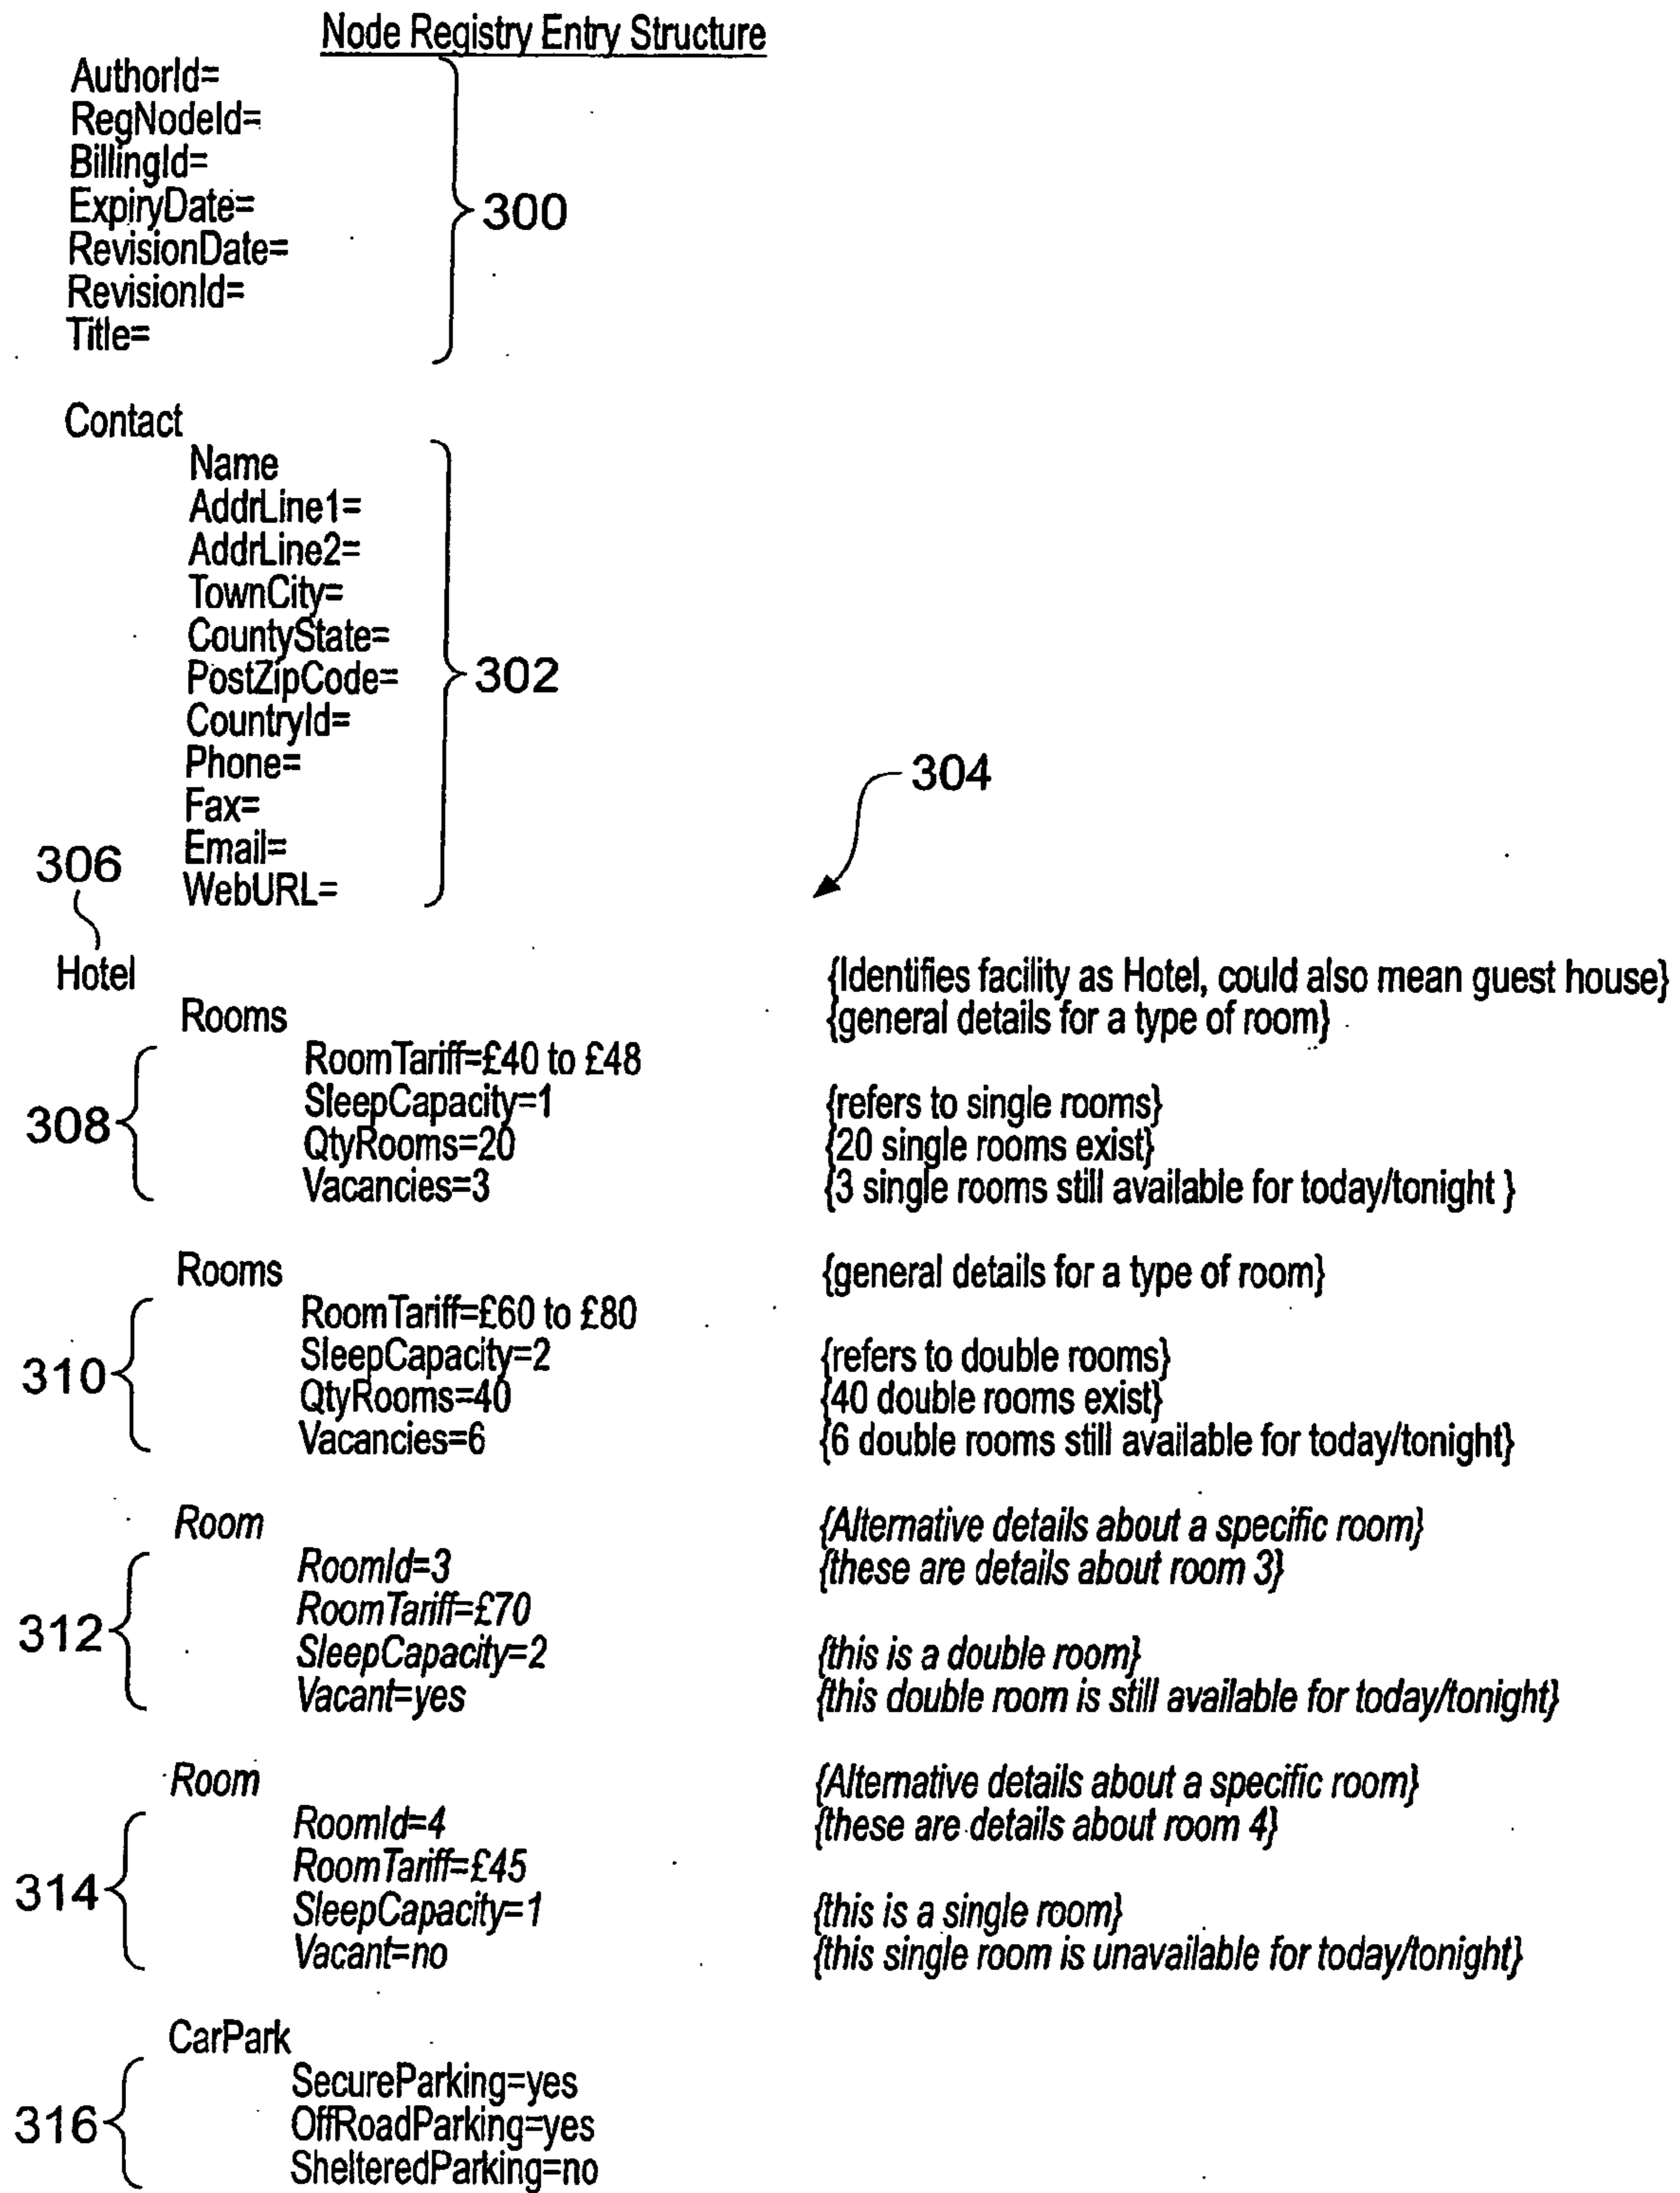 Node Registry Entry Structure
AuthorId=
RegNodeId=
BillingId=
ExpiryDate=
300
RevisionDate=
RevisionId=
Title=
Contact
Name
AddrLine1=
AddrLine2=
TownCity=
CountyState=
PostZipCode=
302
CountryId=
Phone=
304
Fax=
Email=
306
WebURL=
Hotel {Identifies facility as Hotel, could also mean guest house}
Rooms {general details for a type of room}
RoomTariff=£40 to £48
SleepCapacity=1 {refers to single rooms}
308
QtyRooms=20 {20 single rooms exist}
Vacancies=3 {3 single rooms still available for today/tonight }
Rooms {general details for a type of room}
RoomTariff=£60 to £80
SleepCapacity=2 {refers to double rooms}
310
QtyRooms=40 {40 double rooms exist}
Vacancies=6 {6 double rooms still available for today/tonight}
Room {Alternative details about a specific room}
RoomId=3 {these are details about room 3}
RoomTariff=£70
312
SleepCapacity=2 {this is a double room}
Vacant=yes {this double room is still available for today/tonight}
Room {Alternative details about a specific room}
RoomId=4 {these are details about room 4}
RoomTariff=£45
314
SleepCapacity=1 {this is a single room}
Vacant=no {this single room is unavailable for today/tonight}
CarPark
SecureParking=yes
316
OffRoadParking=yes
ShelteredParking=no